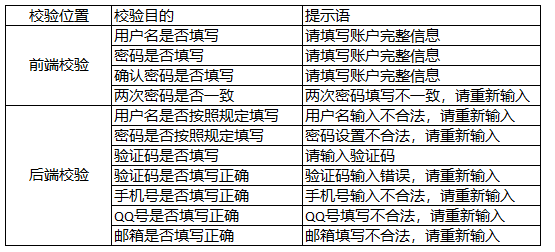 校验位置 校验目的 提示语
前端校验 用户名是否填写 请填写账户完整信息
密码是否填写 请填写账户完整信息
确认密码是否填写 请填写账户完整信息
两次密码是否一致 两次密码填写不一致，请重新输入
后端校验 用户名是否按照规定填写 用户名输入不合法，请重新输入
密码是否按照规定填写 密码设置不合法，请重新输入
验证码是否填写 请输入验证码
验证码是否填写正确 验证码输入错误，请重新输入
手机号是否填写正确 手机号输入不合法，请重新输入
QQ号是否填写正确 QQ号填写不合法，请重新输入
邮箱是否填写正确 邮箱填写不合法，请重新输入